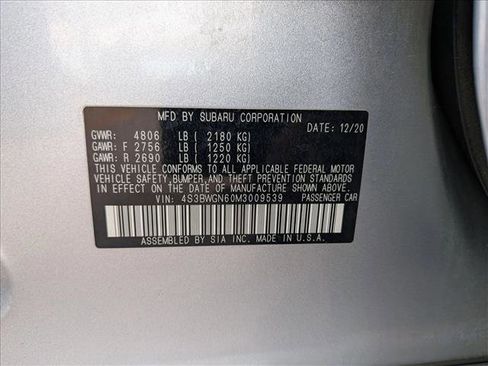 MFD BY SUBARU CORPORATION
DATE: 12/20
GVWR: 4806 LB ( 2180 KG)
GAWR: F 2756 LB ( 1250 KG)
GAWR: R 2690 LB ( 1220 KG)
THIS VEHICLE CONFORMS TO ALL APPLICABLE FEDERAL MOTOR
VEHICLE SAFETY, BUMPER, AND THEFT PREVENTION STANDARDS
IN EFFECT ON THE DATE OF MANUFACTURE SHOWN ABOVE.
VIN: 4S3BWGN60M3009539 PASSENGER CAR
ASSEMBLED BY SIA INC. MADE IN U.S.A.